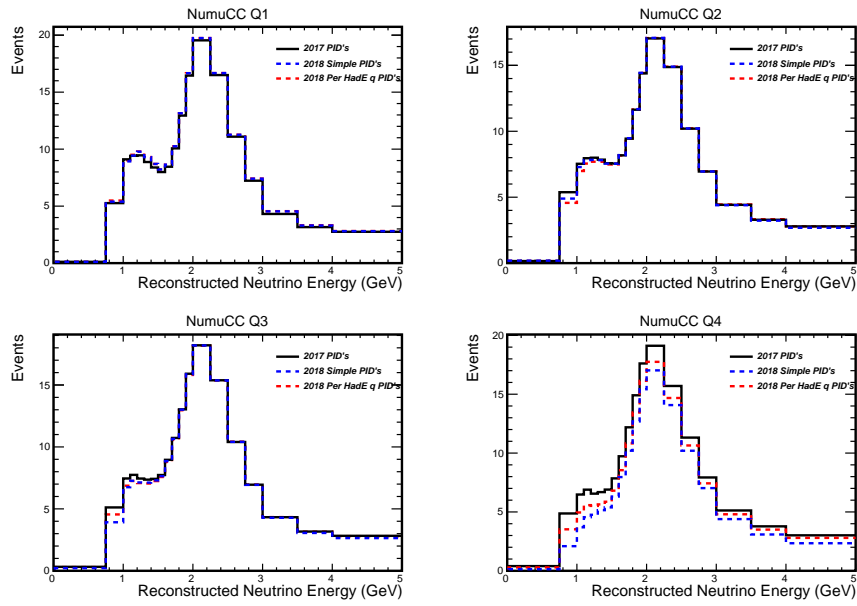 NumuCC Q1
Events
20
15
10
5
0
2017 PID's
2018 Simple PID's
2018 Per HadE q PID's
0 1 2 3 4 5
Reconstructed Neutrino Energy (GeV)
NumuCC Q2
Events
15
10
5
0
2017 PID's
2018 Simple PID's
2018 Per HadE q PID's
0 1 2 3 4 5
Reconstructed Neutrino Energy (GeV)
NumuCC Q3
Events
15
10
5
0
2017 PID's
2018 Simple PID's
2018 Per HadE q PID's
0 1 2 3 4 5
Reconstructed Neutrino Energy (GeV)
NumuCC Q4
Events
20
15
10
5
0
2017 PID's
2018 Simple PID's
2018 Per HadE q PID's
0 1 2 3 4 5
Reconstructed Neutrino Energy (GeV)